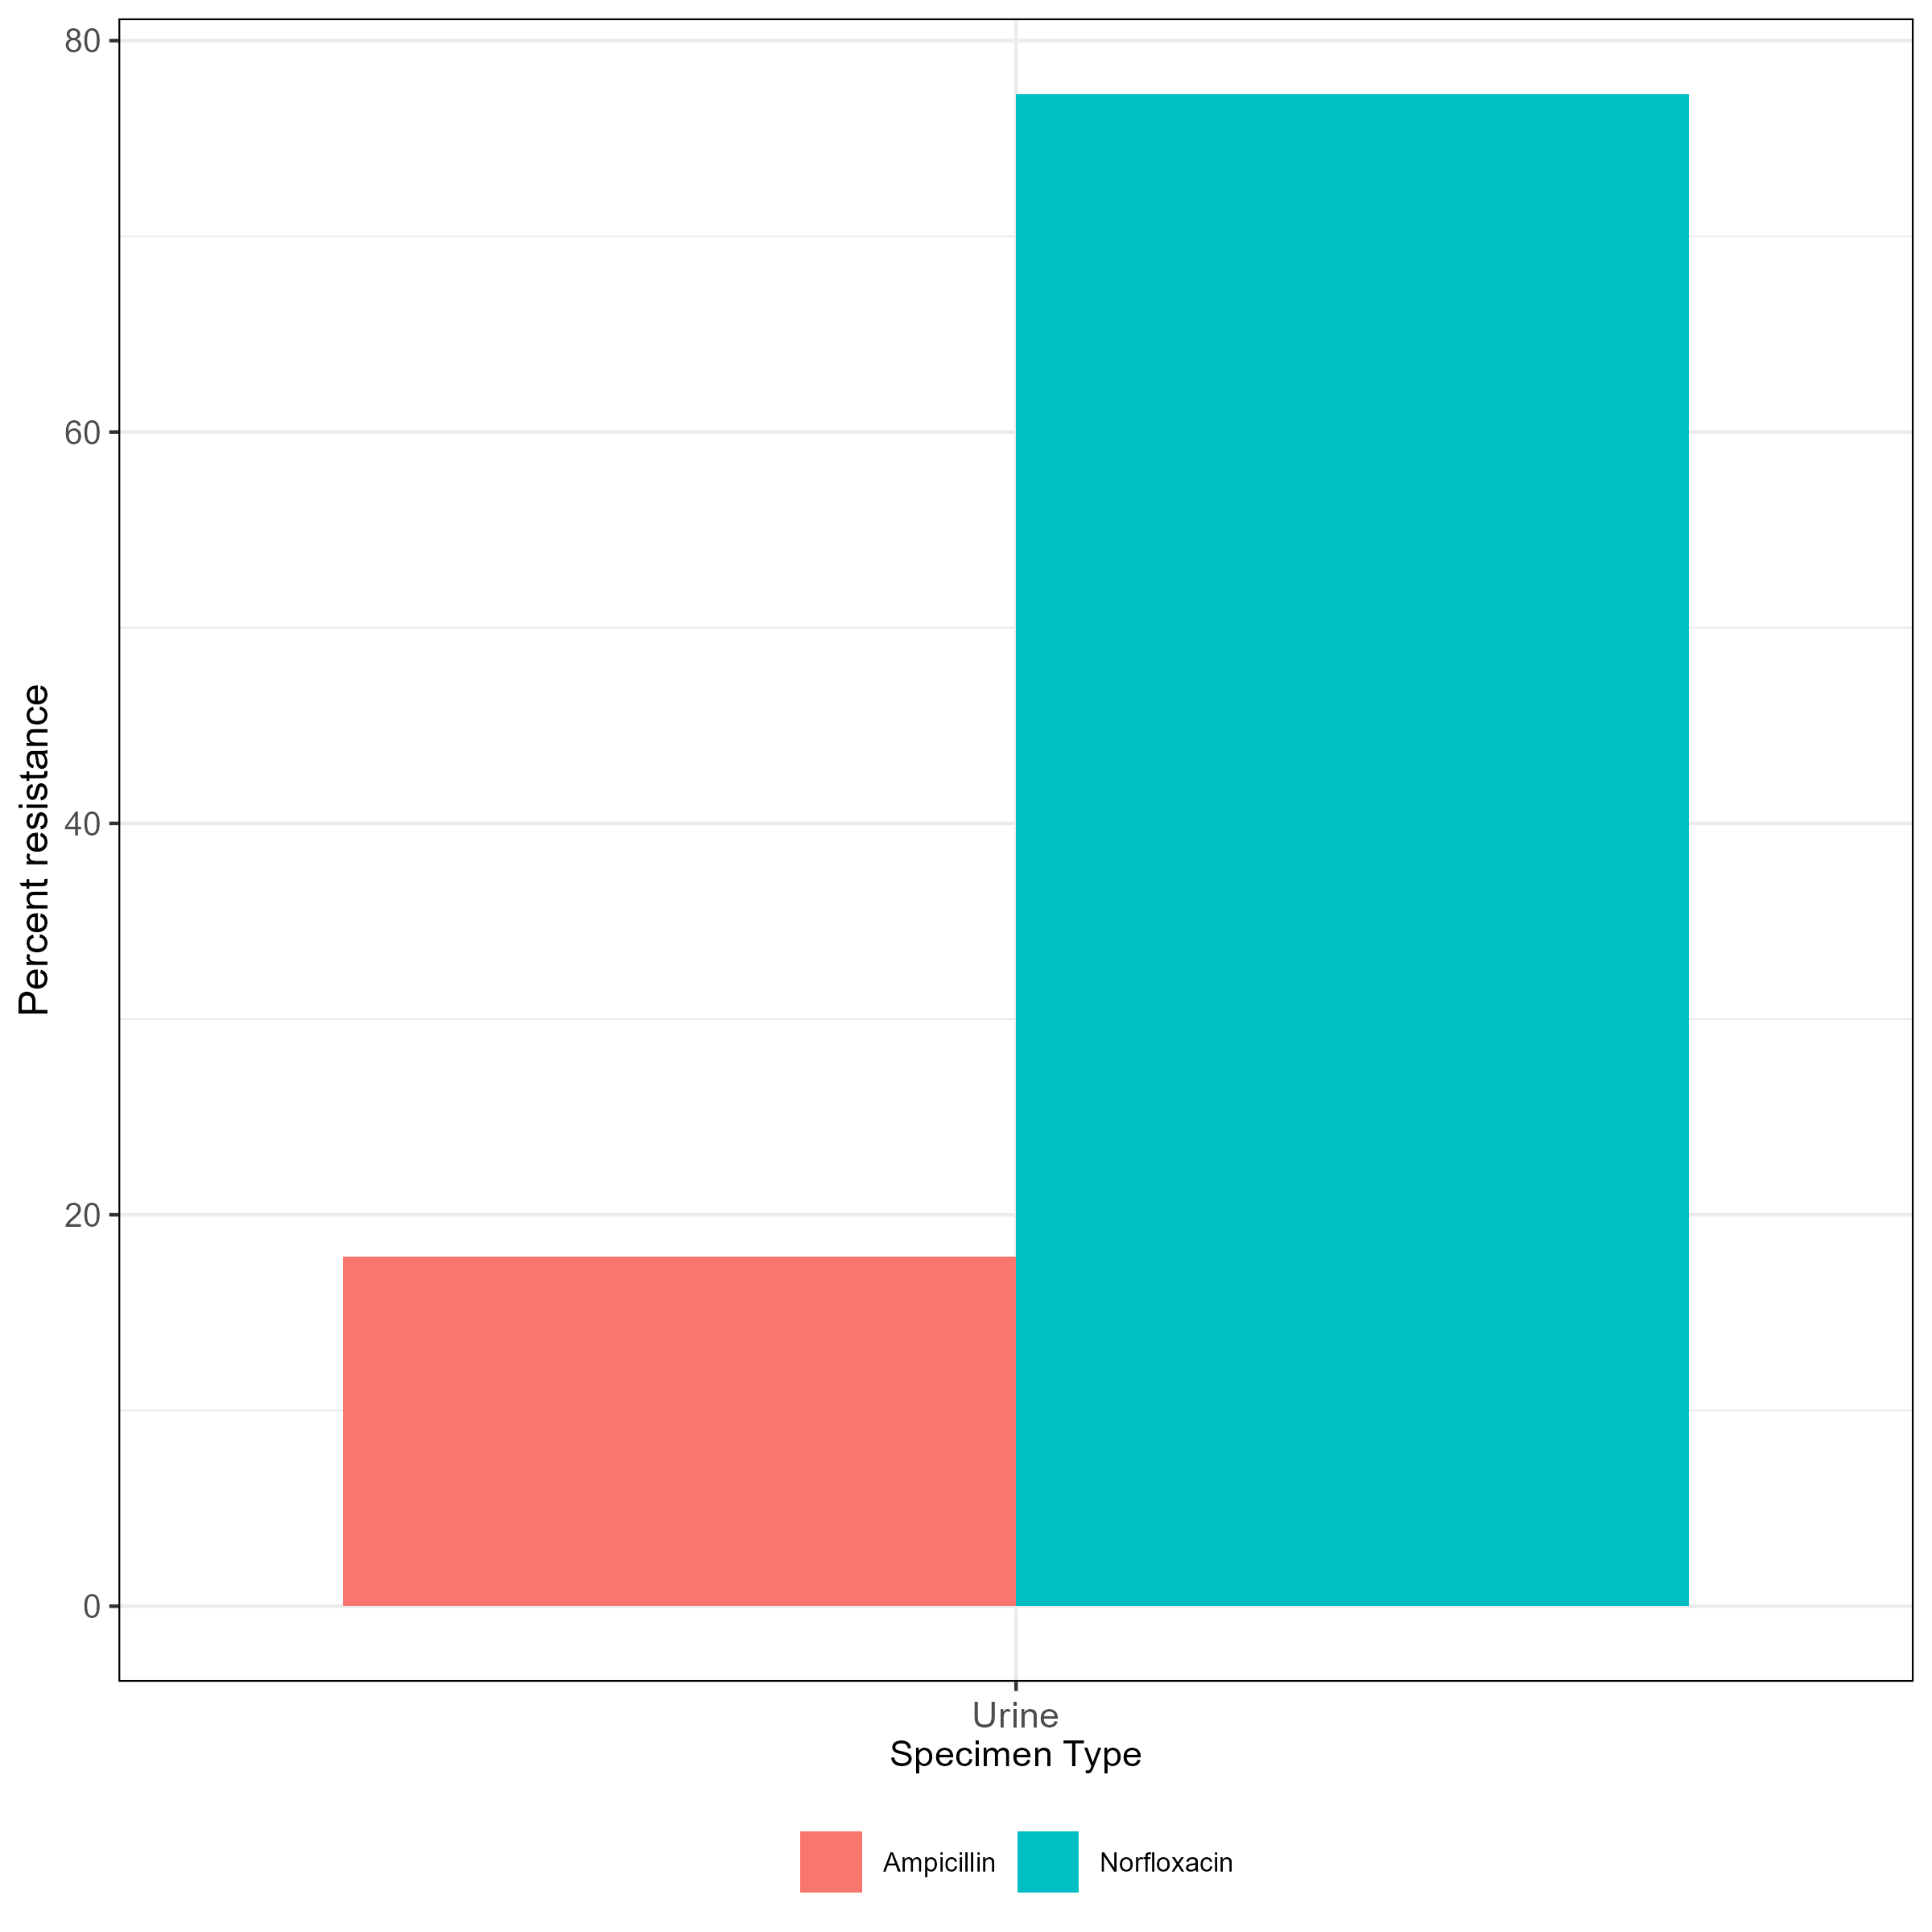 80
60
40
20
0
Percent resistance
Urine
Specimen Type
Ampicillin
Norfloxacin